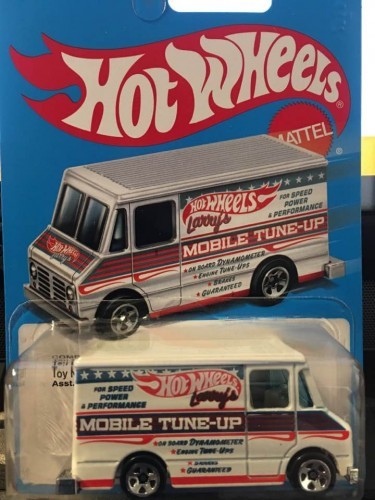 HOT WHEELS
MATTEL
HOT WHEELS
Larry's
FOR SPEED
POWER
& PERFORMANCE
MOBILE TUNE-UP
★ ON BOARD DYNAMOMETER
★ ENGINE TUNE-UPS
★ BRAKES
GUARANTEED
HOT WHEELS
Toy
Asst.
FOR SPEED
POWER
& PERFORMANCE
HOT WHEELS
Larry's
MOBILE TUNE-UP
★ ON BOARD DYNAMOMETER
★ ENGINE TUNE-UPS
★ BRAKES
GUARANTEED